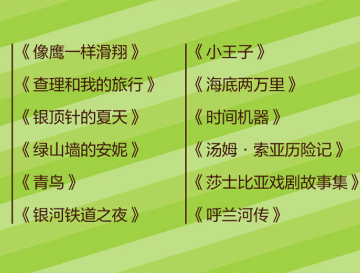 《像鹰一样滑翔》
《查理和我的旅行》
《银顶针的夏天》
《绿山墙的安妮》
《青鸟》
《银河铁道之夜》
《小王子》
《海底两万里》
《时间机器》
《汤姆·索亚历险记》
《莎士比亚戏剧故事集》
《呼兰河传》